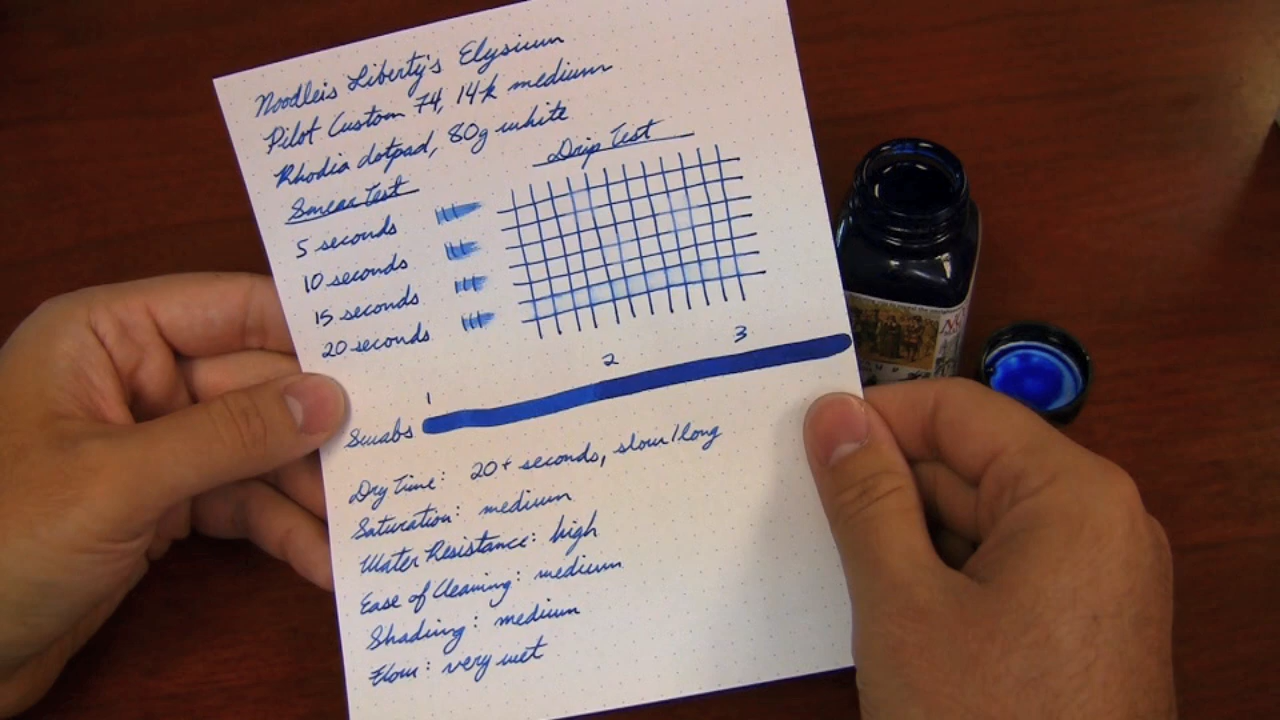 Noodler's Liberty's Elysium
Pilot Custom 74, 14k medium
Rhodia dotpad, 80g white
Smear Test
Drip Test
5 seconds
10 seconds
15 seconds
20 seconds
1 2 3
Swabs
Dry Time: 20+ seconds, slow/long
Saturation: medium
Water Resistance: high
Ease of Cleaning: medium
Shading: medium
Flow: very wet